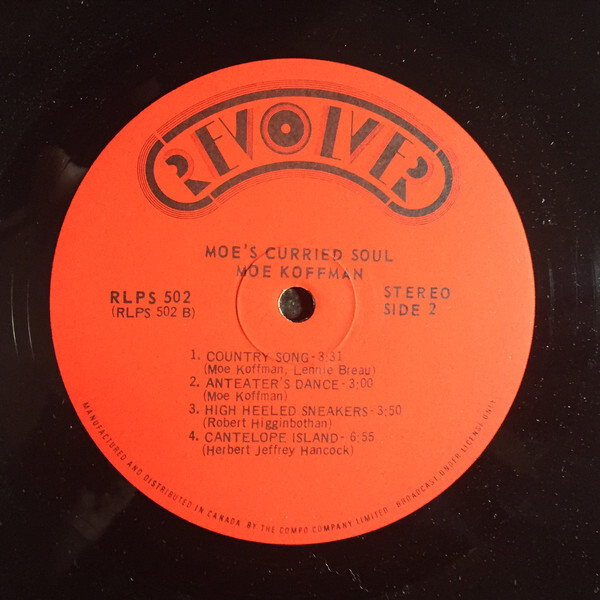 REVOLVER
MOE'S CURRIED SOUL
MOE KOFFMAN
RLPS 502
(RLPS 502 B)
STEREO
SIDE 2
1. COUNTRY SONG - 3:31
(Moe Koffman, Lennie Breau)
2. ANTEATER'S DANCE - 3:00
(Moe Koffman)
3. HIGH HEELED SNEAKERS - 3:50
(Robert Higginbothan)
4. CANTELOPE ISLAND - 6:55
(Herbert Jeffrey Hancock)
MANUFACTURED AND DISTRIBUTED IN CANADA BY THE COMPO COMPANY LIMITED. BROADCAST UNDER LICENSE ONLY